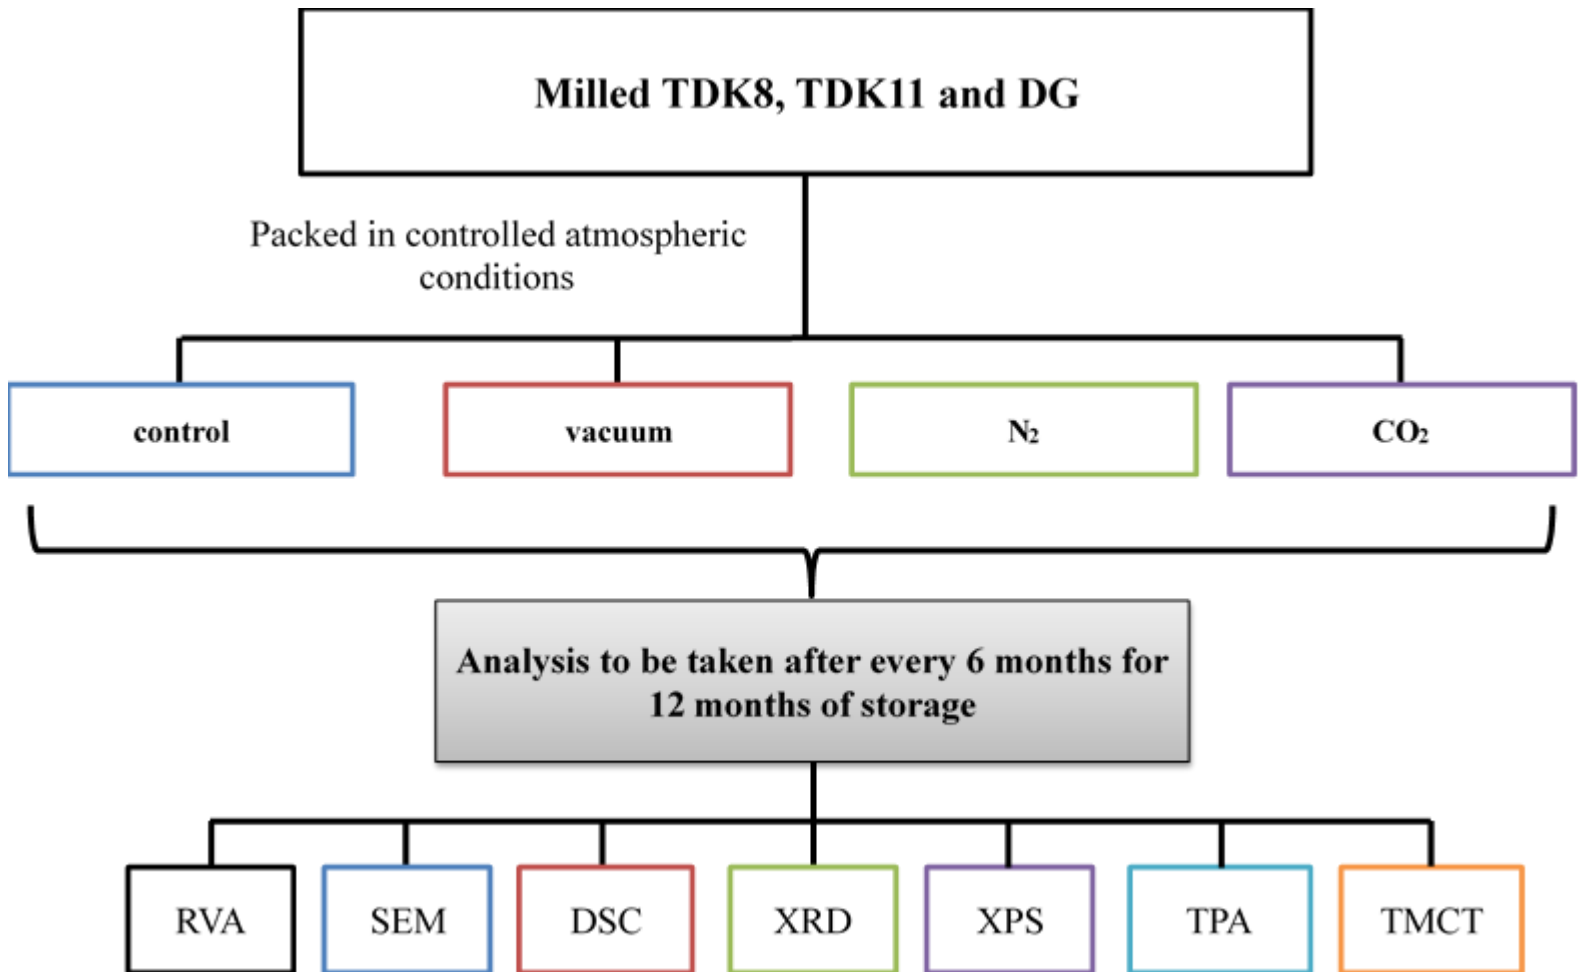 Milled TDK8, TDK11 and DG
Packed in controlled atmospheric
conditions
control
vacuum
N₂
CO₂
Analysis to be taken after every 6 months for
12 months of storage
RVA
SEM
DSC
XRD
XPS
TPA
TMCT